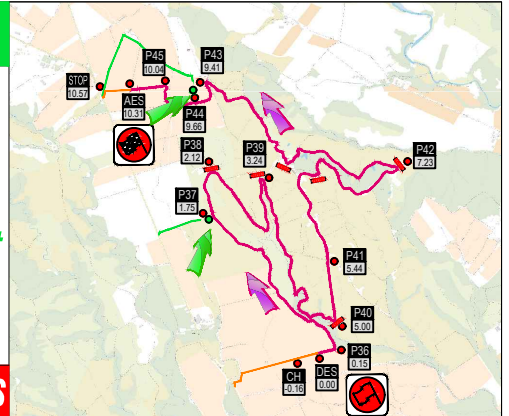 P45
10.04
P43
9.41
STOP
10.57
AES
10.31
P44
9.66
P38
2.12
P39
3.24
P42
7.23
P37
1.75
P41
5.44
P40
5.00
P36
0.15
CH
-0.16
DES
0.00
S